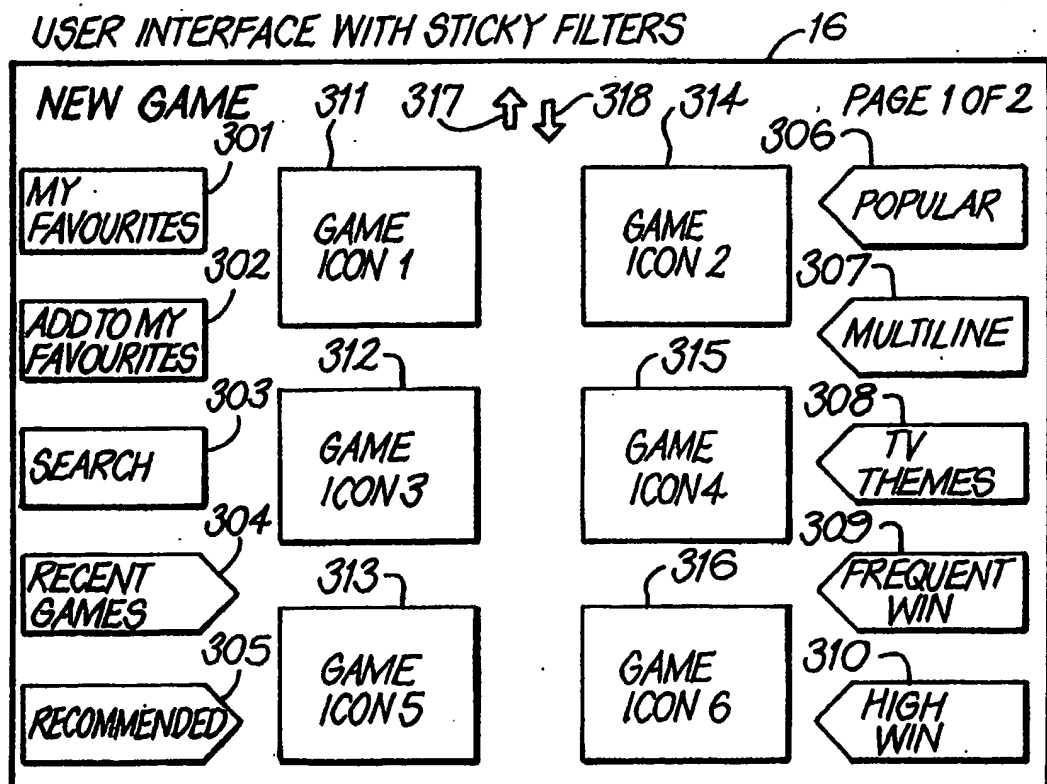 USER INTERFACE WITH STICKY FILTERS
16
NEW GAME
311
317
318
314
PAGE 1 OF 2
301
306
MY
FAVOURITES
GAME
ICON 1
GAME
ICON 2
POPULAR
302
307
ADD TO MY
FAVOURITES
MULTILINE
312
315
303
308
SEARCH
GAME
ICON 3
GAME
ICON 4
TV
THEMES
304
309
RECENT
GAMES
313
316
FREQUENT
WIN
305
310
RECOMMENDED
GAME
ICON 5
GAME
ICON 6
HIGH
WIN